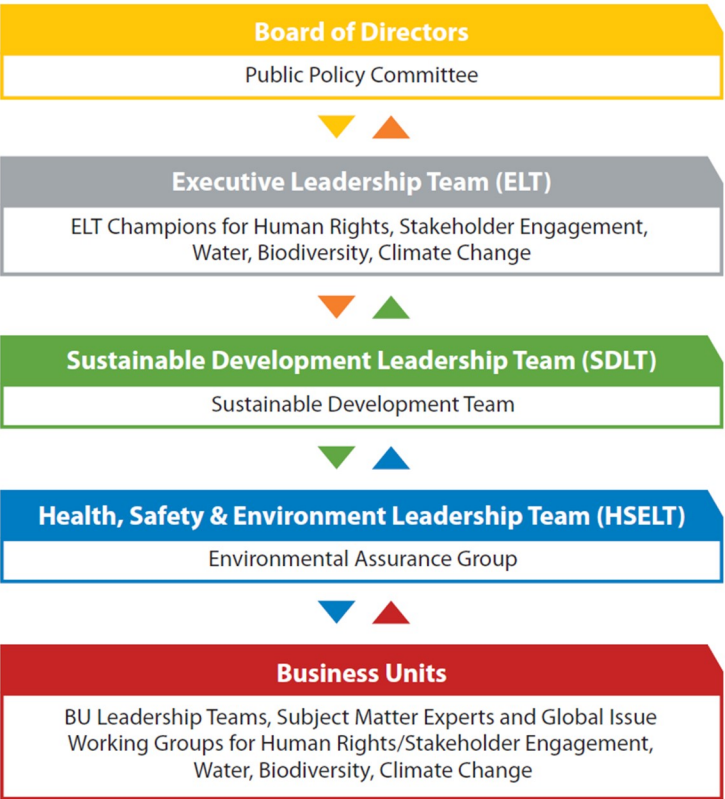 Board of Directors
Public Policy Committee
Executive Leadership Team (ELT)
ELT Champions for Human Rights, Stakeholder Engagement,
Water, Biodiversity, Climate Change
Sustainable Development Leadership Team (SDLT)
Sustainable Development Team
Health, Safety & Environment Leadership Team (HSELT)
Environmental Assurance Group
Business Units
BU Leadership Teams, Subject Matter Experts and Global Issue
Working Groups for Human Rights/Stakeholder Engagement,
Water, Biodiversity, Climate Change